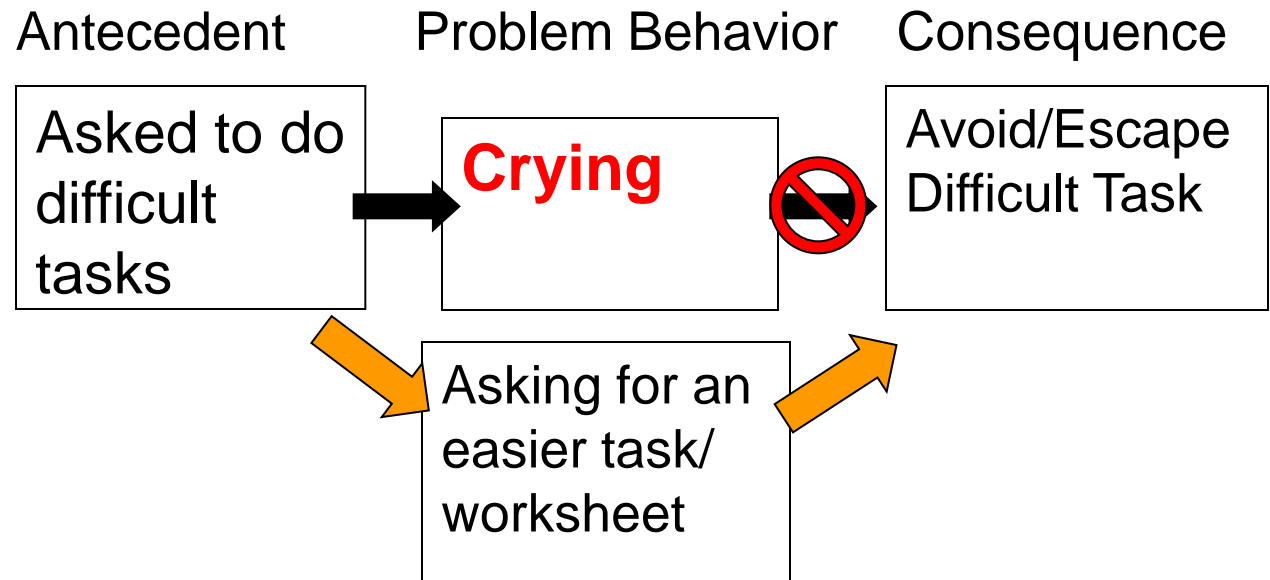 Antecedent
Problem Behavior
Consequence
Asked to do
difficult
tasks
Crying
Avoid/Escape
Difficult Task
Asking for an
easier task/
worksheet